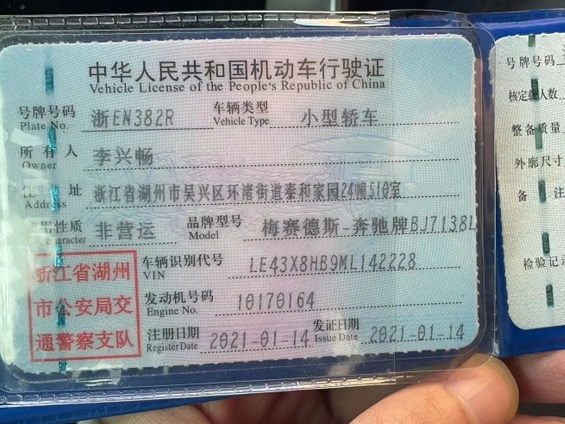 中华人民共和国机动车行驶证
Vehicle License of the People's Republic of China
号牌号码 浙EN382R 车辆类型 小型轿车
Plate No. Vehicle Type
所有人 李兴畅
Owner
住 址 浙江省湖州市吴兴区环渚街道泰和家园24幢510室
Address
性质 非营运 品牌型号 梅赛德斯-奔驰牌BJ7138
Character Model
浙江省湖州
市公安局交
通警察支队
车辆识别代号 LE43X8HB9ML142228
VIN
发动机号码 10170164
Engine No.
注册日期 2021-01-14 发证日期 2021-01-14
Register Date Issue Date
号牌号码
核定载人数
整备质量
外廓尺寸
备 注
检验记录